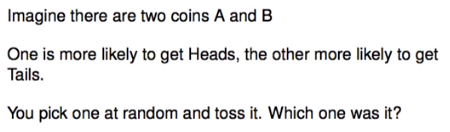 Imagine there are two coins A and B
One is more likely to get Heads, the other more likely to get
Tails.
You pick one at random and toss it. Which one was it?